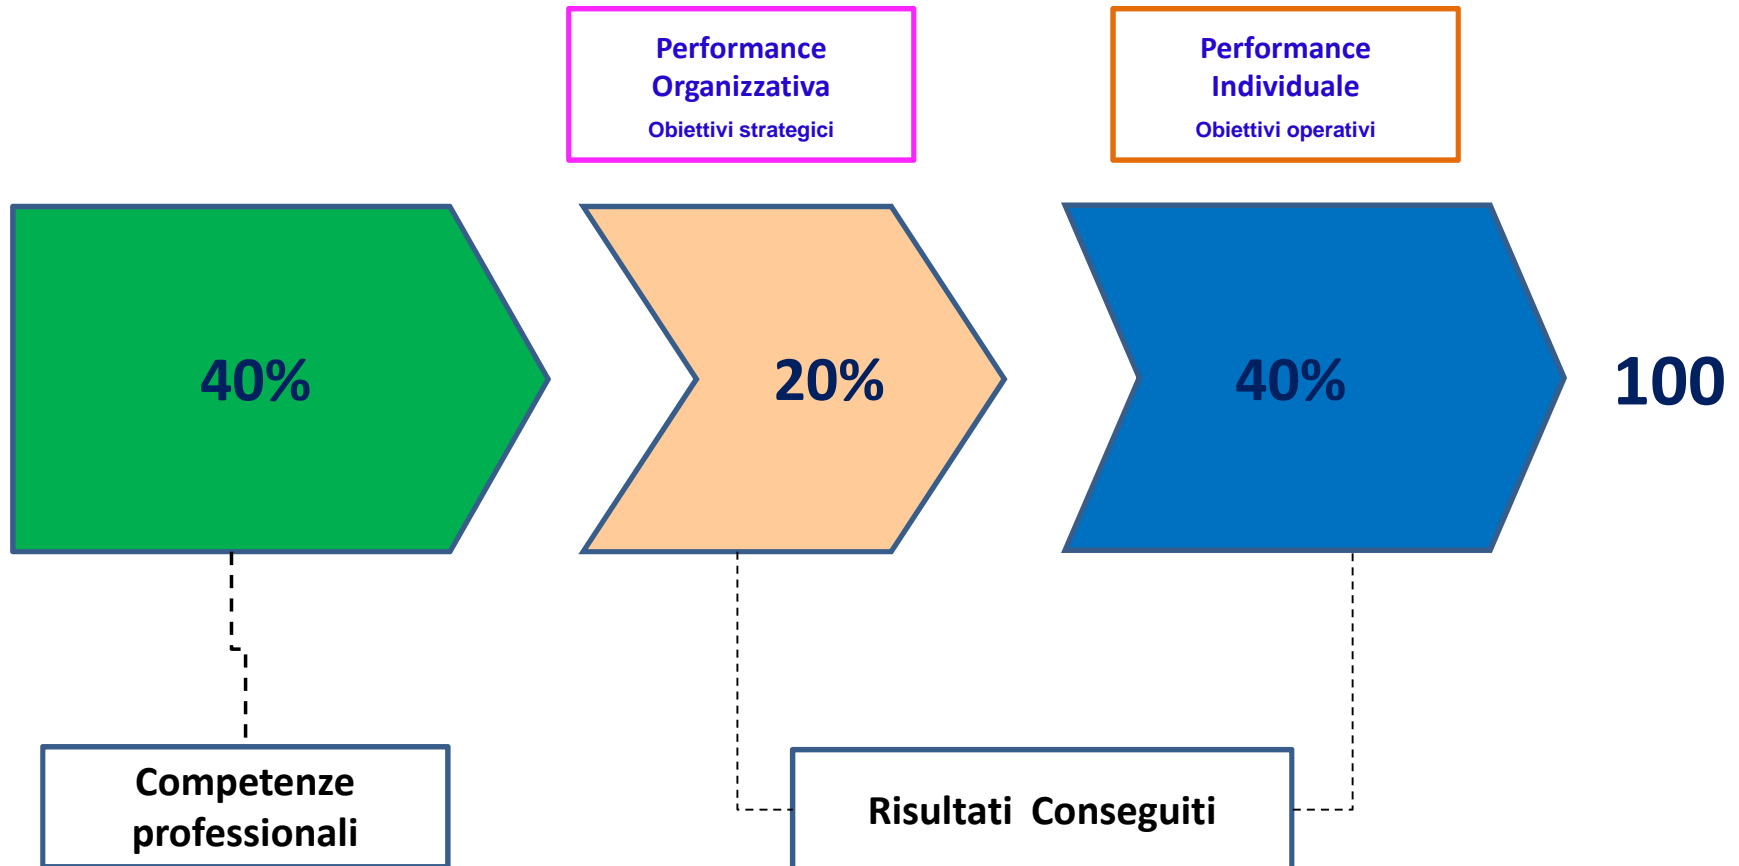 Performance
Organizzativa
Obiettivi strategici
Performance
Individuale
Obiettivi operativi
40%
20%
40%
100
Competenze
professionali
Risultati Conseguiti